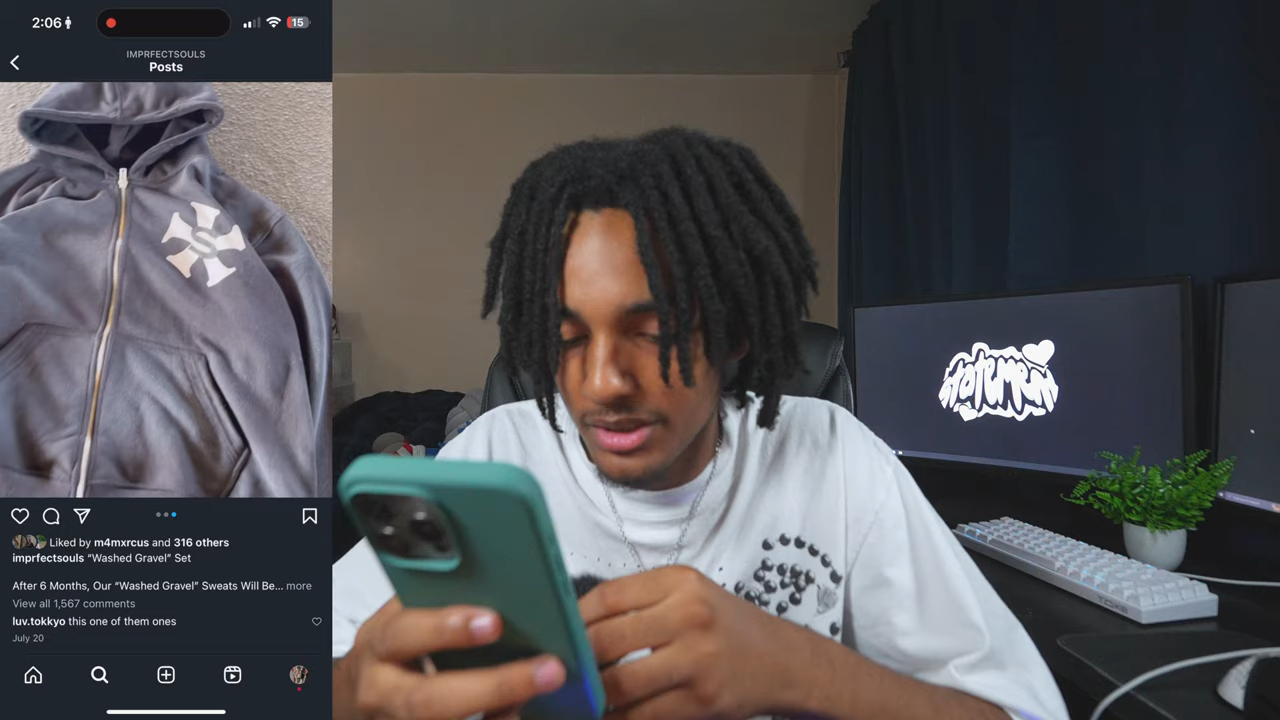 2:06
15
IMPRFECTSOULS
Posts
S
Liked by m4mxrcus and 316 others
imprfectsouls “Washed Gravel” Set
After 6 Months, Our “Washed Gravel” Sweats Will Be... more
View all 1,567 comments
luv.tokkyo this one of them ones
July 20
statement